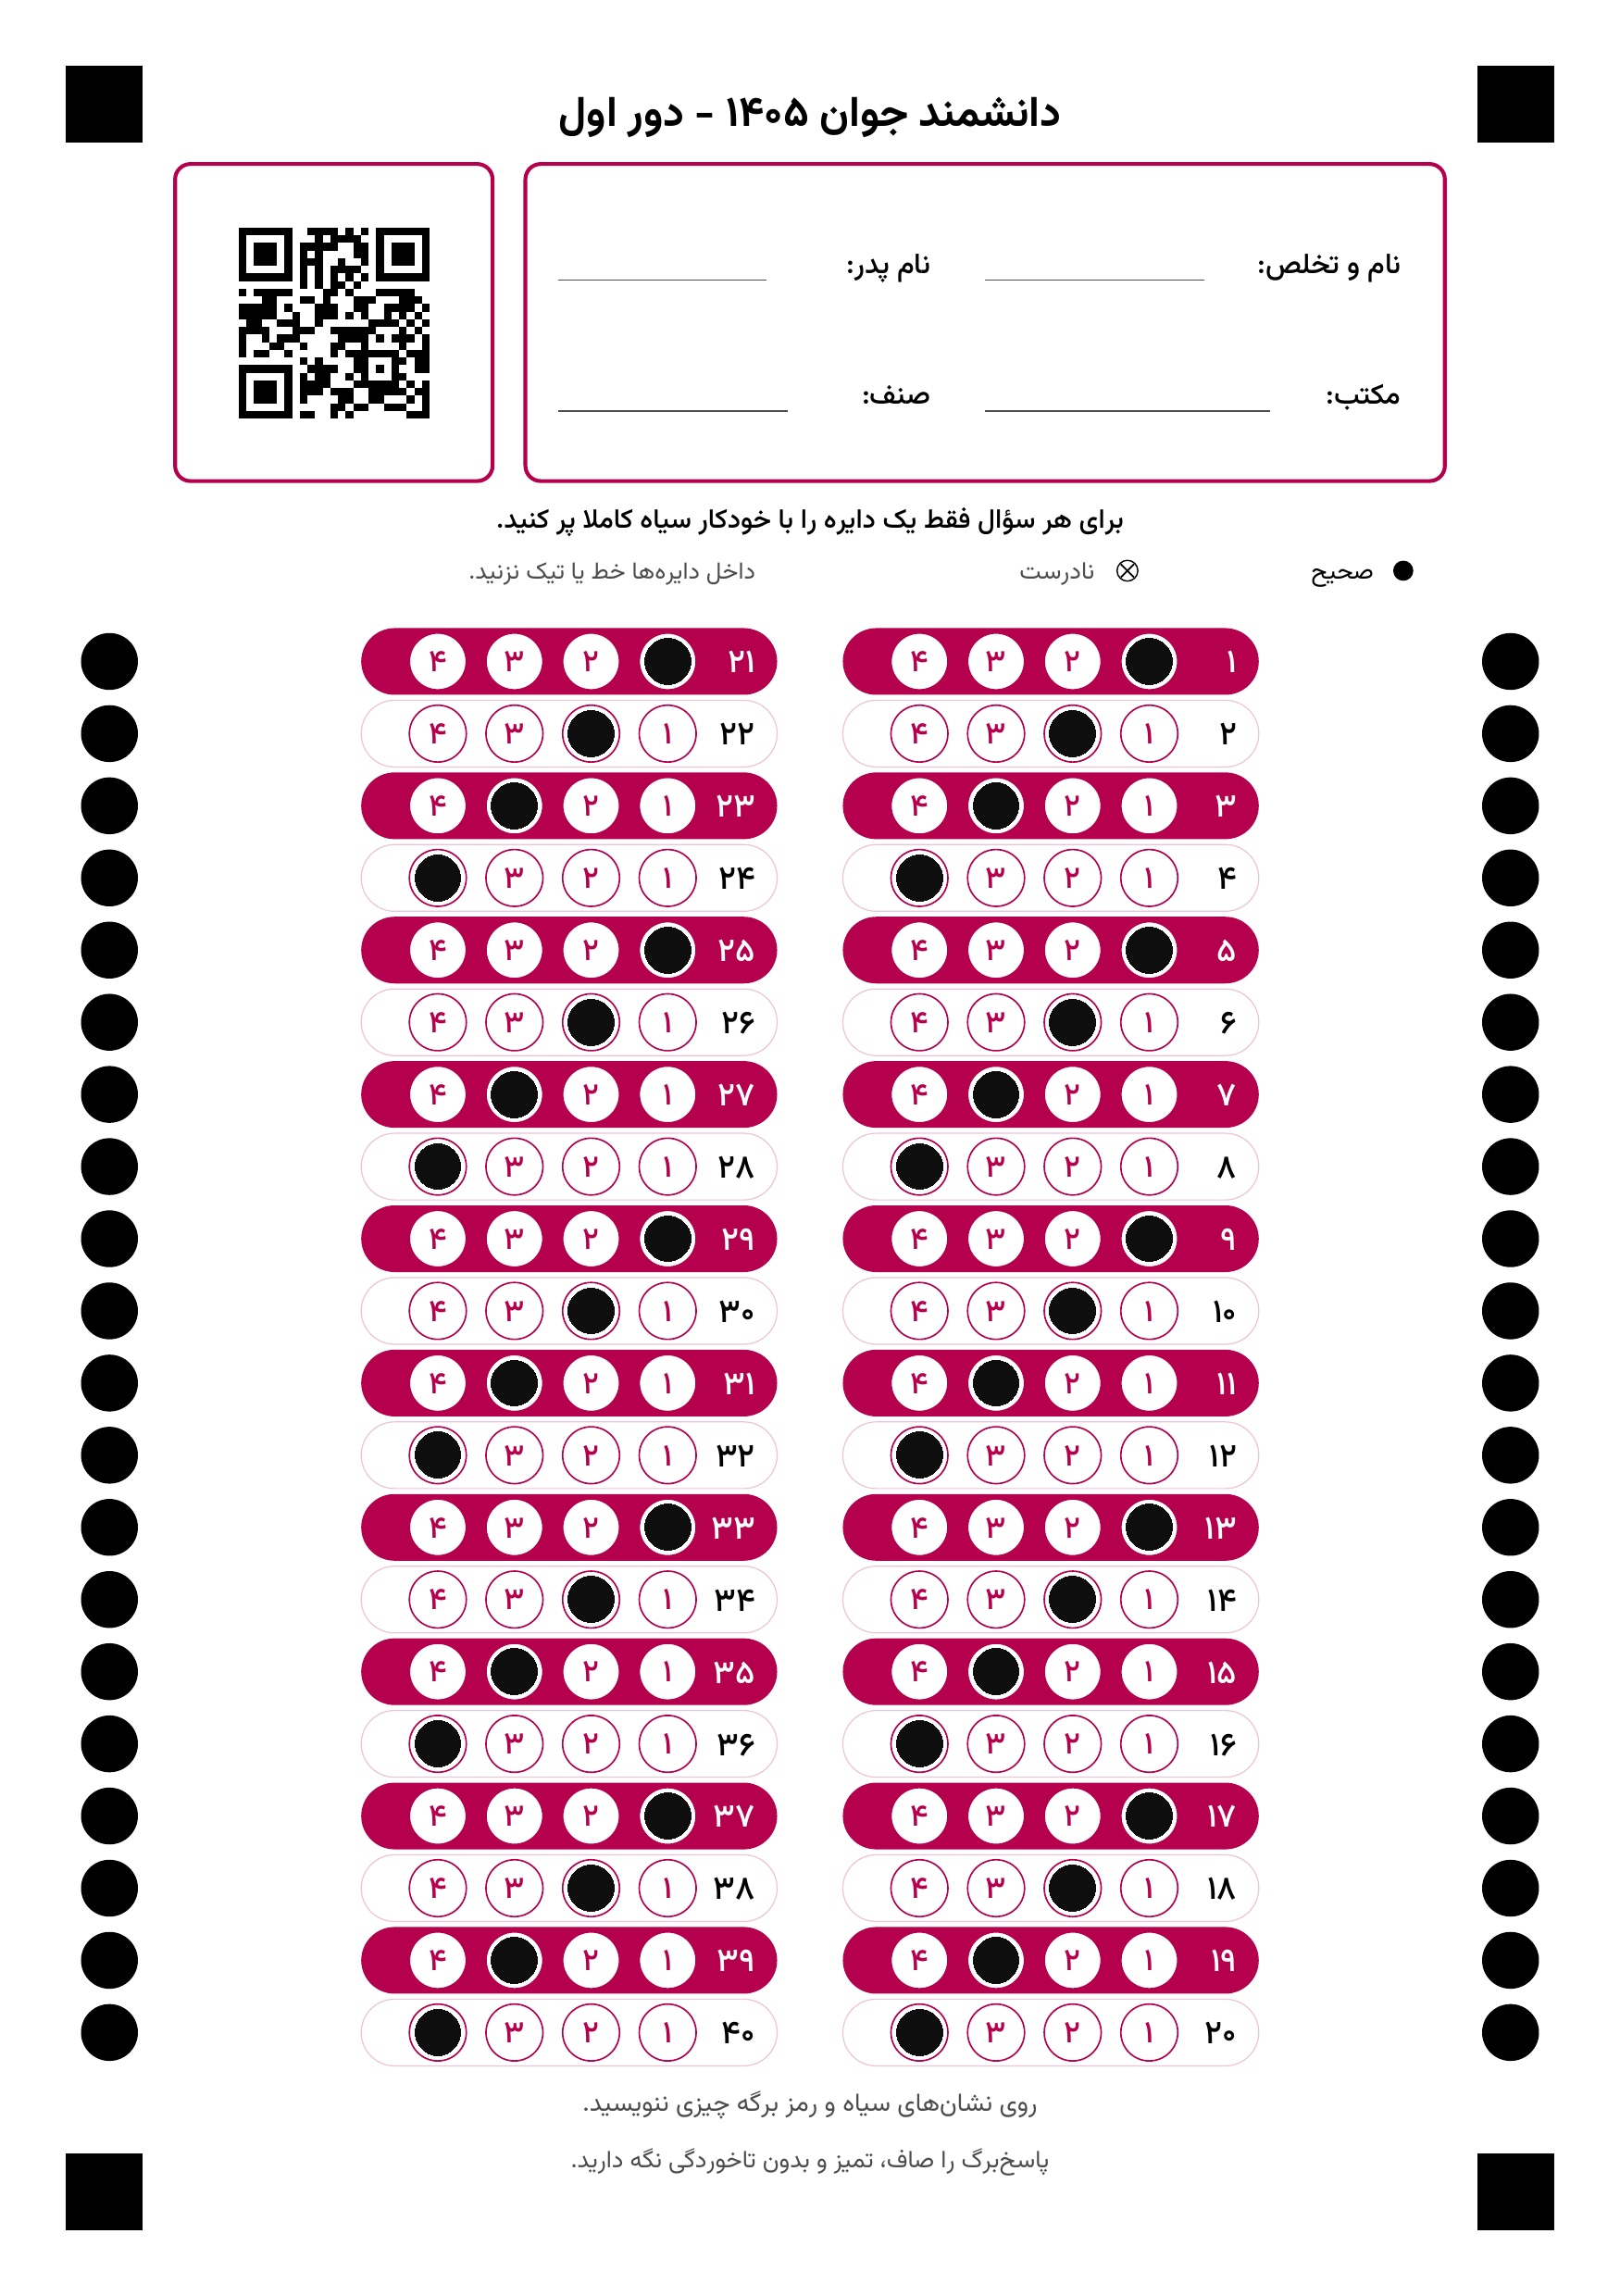 دانشمند جوان ۱۴۰۵ - دور اول
نام و تخلص: نام پدر:
مکتب: صنف:
برای هر سؤال فقط یک دایره را با خودکار سیاه کاملا پر کنید.
صحیح نادرست داخل دایره‌ها خط یا تیک نزنید.
۱ ۲ ۳ ۴ ۲۱ ۲ ۳ ۴
۲ ۱ ۳ ۴ ۲۲ ۱ ۳ ۴
۳ ۱ ۲ ۴ ۲۳ ۱ ۲ ۴
۴ ۱ ۲ ۳ ۲۴ ۱ ۲ ۳
۵ ۲ ۳ ۴ ۲۵ ۲ ۳ ۴
۶ ۱ ۳ ۴ ۲۶ ۱ ۳ ۴
۷ ۱ ۲ ۴ ۲۷ ۱ ۲ ۴
۸ ۱ ۲ ۳ ۲۸ ۱ ۲ ۳
۹ ۲ ۳ ۴ ۲۹ ۲ ۳ ۴
۱۰ ۱ ۳ ۴ ۳۰ ۱ ۳ ۴
۱۱ ۱ ۲ ۴ ۳۱ ۱ ۲ �4
۱۲ ۱ ۲ ۳ ۳۲ ۱ ۲ ۳
۱۳ ۲ ۳ ۴ ۳۳ ۲ ۳ ۴
۱۴ ۱ ۳ ۴ ۳۴ ۱ ۳ ۴
۱۵ ۱ ۲ ۴ ۳۵ ۱ ۲ ۴
۱۶ ۱ ۲ ۳ ۳۶ ۱ ۲ ۳
۱۷ ۲ ۳ ۴ ۳۷ ۲ ۳ ۴
۱۸ ۱ ۳ ۴ ۳۸ ۱ ۳ ۴
۱۹ ۱ ۲ ۴ ۳۹ ۱ ۲ ۴
۲۰ ۱ ۲ ۳ ۴۰ ۱ ۲ ۳
روی نشان‌های سیاه و رمز برگه چیزی ننویسید.
پاسخ‌برگ را صاف، تمیز و بدون تاخوردگی نگه دارید.